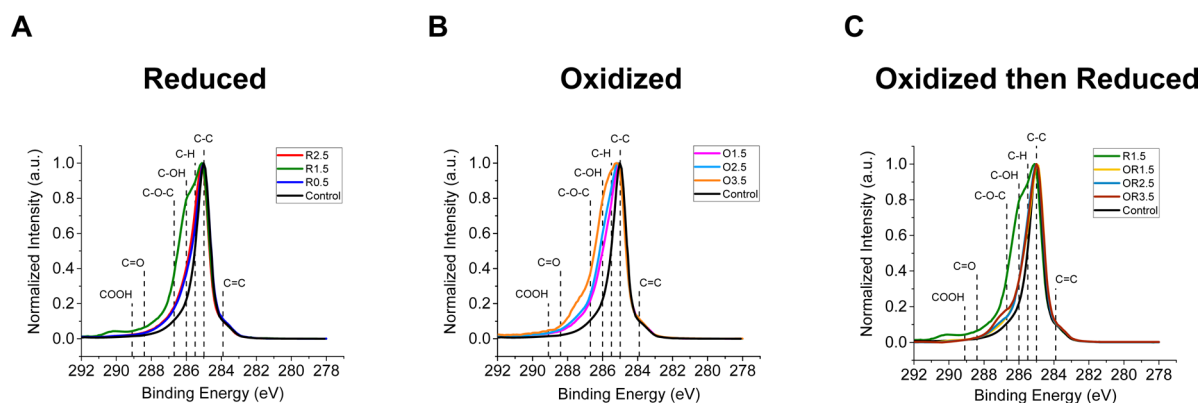 A
Reduced
Normalized Intensity (a.u.)
1.0
0.8
0.6
0.4
0.2
0.0
C-C
C-H
C-OH
C-O-C
C=O
COOH
C=C
R2.5
R1.5
R0.5
Control
292 290 288 286 284 282 280 278
Binding Energy (eV)
B
Oxidized
Normalized Intensity (a.u.)
1.0
0.8
0.6
0.4
0.2
0.0
C-C
C-H
C-OH
C-O-C
C=O
COOH
C=C
O1.5
O2.5
O3.5
Control
292 290 288 286 284 282 280 278
Binding Energy (eV)
C
Oxidized then Reduced
Normalized Intensity (a.u.)
1.0
0.8
0.6
0.4
0.2
0.0
C-C
C-H
C-OH
C-O-C
C=O
COOH
C=C
R1.5
OR1.5
OR2.5
OR3.5
Control
292 290 288 286 284 282 280 278
Binding Energy (eV)